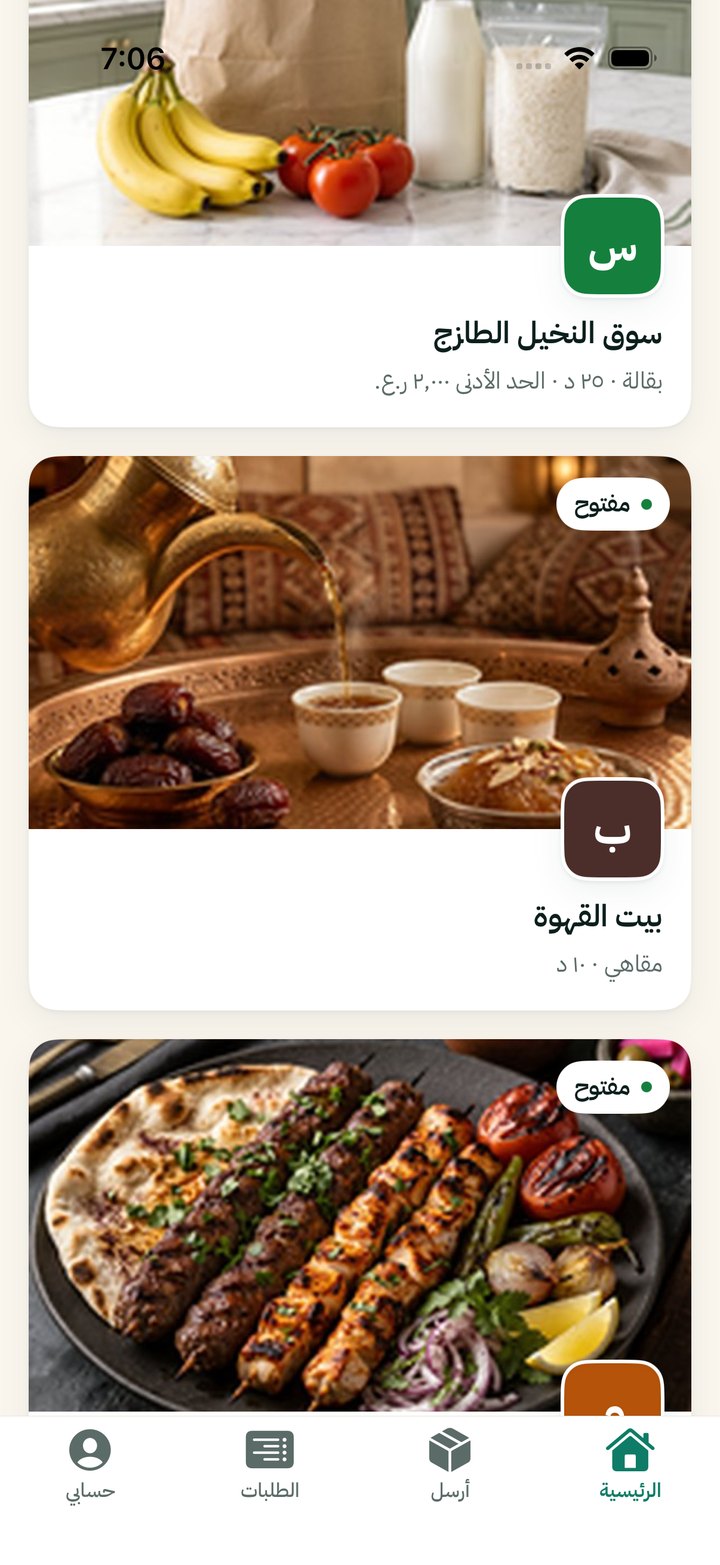 7:06
س
سوق النخيل الطازج
بقالة · ٢٥ د · الحد الأدنى ٢٬٠٠٠ ر.ع.
مفتوح
ب
بيت القهوة
مقاهي · ١٠ د
مفتوح
الرئيسية
أرسل
الطلبات
حسابي